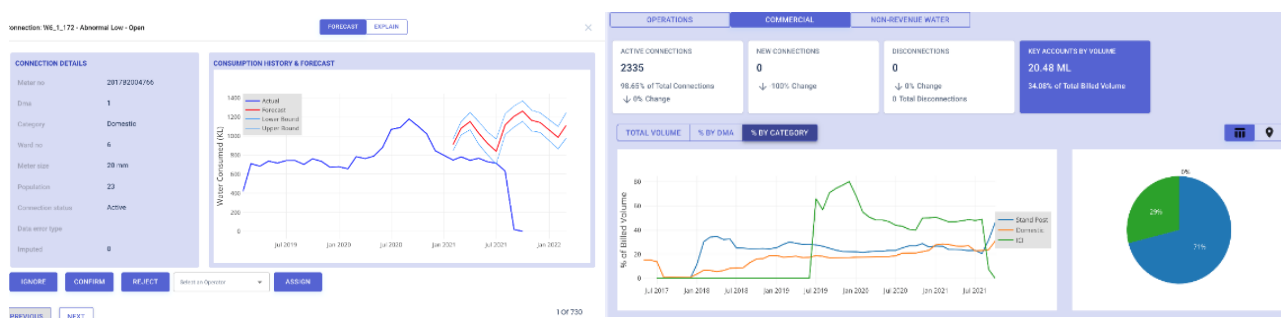 connection: W6_1_172 - Abnormal Low - Open
FORECAST
EXPLAIN
CONNECTION DETAILS
Meter no 201792004766
Dma 1
Category Domestic
Ward no 6
Meter size 20 mm
Population 23
Connection status Active
Data error type
Imputed 0
CONSUMPTION HISTORY & FORECAST
Actual
Forecast
Lower Bound
Upper Bound
Water Consumed (KL)
1400
1200
1000
800
600
400
200
0
Jul 2019
Jan 2020
Jul 2020
Jan 2021
Jul 2021
Jan 2022
IGNORE
CONFIRM
REJECT
Select an Operator
ASSIGN
PREVIOUS
NEXT
1 OF 730
OPERATIONS
COMMERCIAL
NON-REVENUE WATER
ACTIVE CONNECTIONS
2335
98.65% of Total Connections
↓ 0% Change
NEW CONNECTIONS
0
↓ 100% Change
DISCONNECTIONS
0
↓ 0% Change
0 Total Disconnections
KEY ACCOUNTS BY VOLUME
20.48 ML
34.08% of Total Billed Volume
TOTAL VOLUME
% BY DMA
% BY CATEGORY
% of Billed Volume
80
60
40
20
0
Jul 2017
Jan 2018
Jul 2018
Jan 2019
Jul 2019
Jan 2020
Jul 2020
Jan 2021
Jul 2021
Stand Post
Domestic
ICI
0%
29%
71%